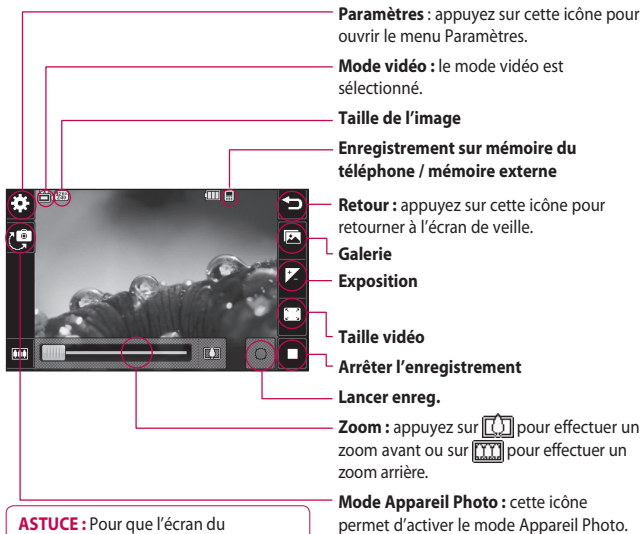 Paramètres : appuyez sur cette icône pour
ouvrir le menu Paramètres.
Mode vidéo : le mode vidéo est
sélectionné.
Taille de l'image
Enregistrement sur mémoire du
téléphone / mémoire externe
Retour : appuyez sur cette icône pour
retourner à l'écran de veille.
Galerie
Exposition
Taille vidéo
Arrêter l'enregistrement
Lancer enreg.
Zoom : appuyez sur pour effectuer un
zoom avant ou sur pour effectuer un
zoom arrière.
Mode Appareil Photo : cette icône
permet d'activer le mode Appareil Photo.
ASTUCE : Pour que l'écran du